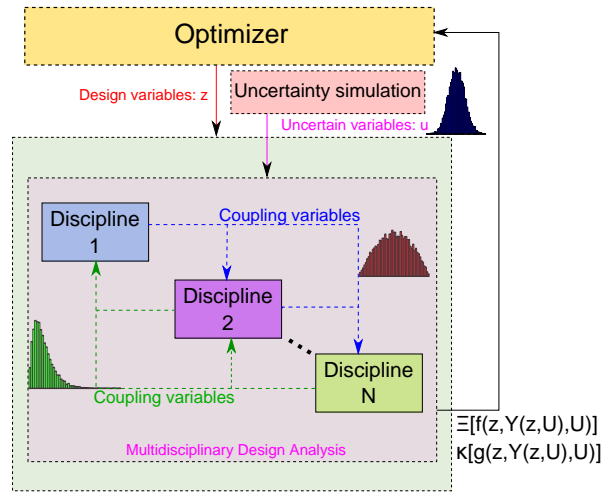 Optimizer
Design variables: z
Uncertainty simulation
Uncertain variables: u
Discipline
1
Coupling variables
Discipline
2
Discipline
N
Coupling variables
Multidisciplinary Design Analysis
Ξ[f(z,Y(z,U),U)]
κ[g(z,Y(z,U),U)]